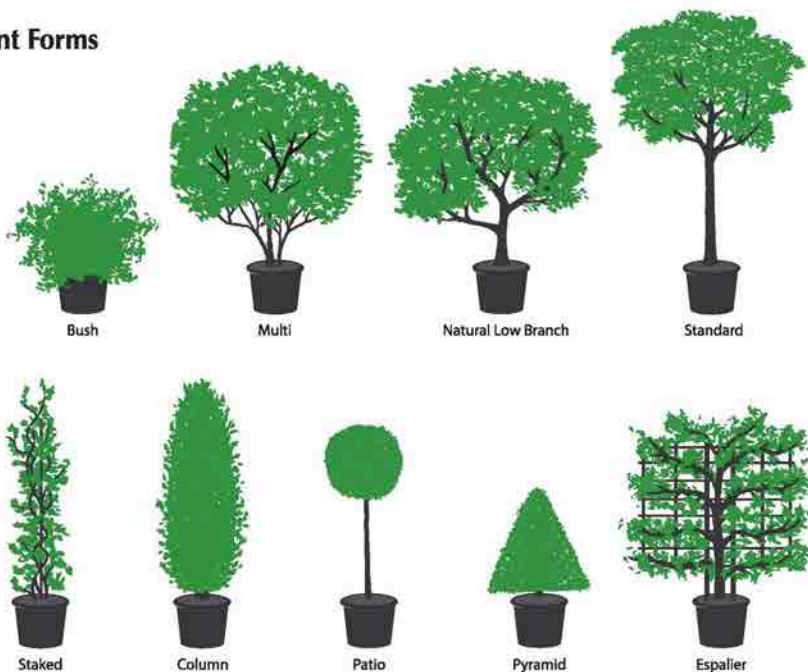 nt Forms
Bush
Multi
Natural Low Branch
Standard
Staked
Column
Patio
Pyramid
Espalier